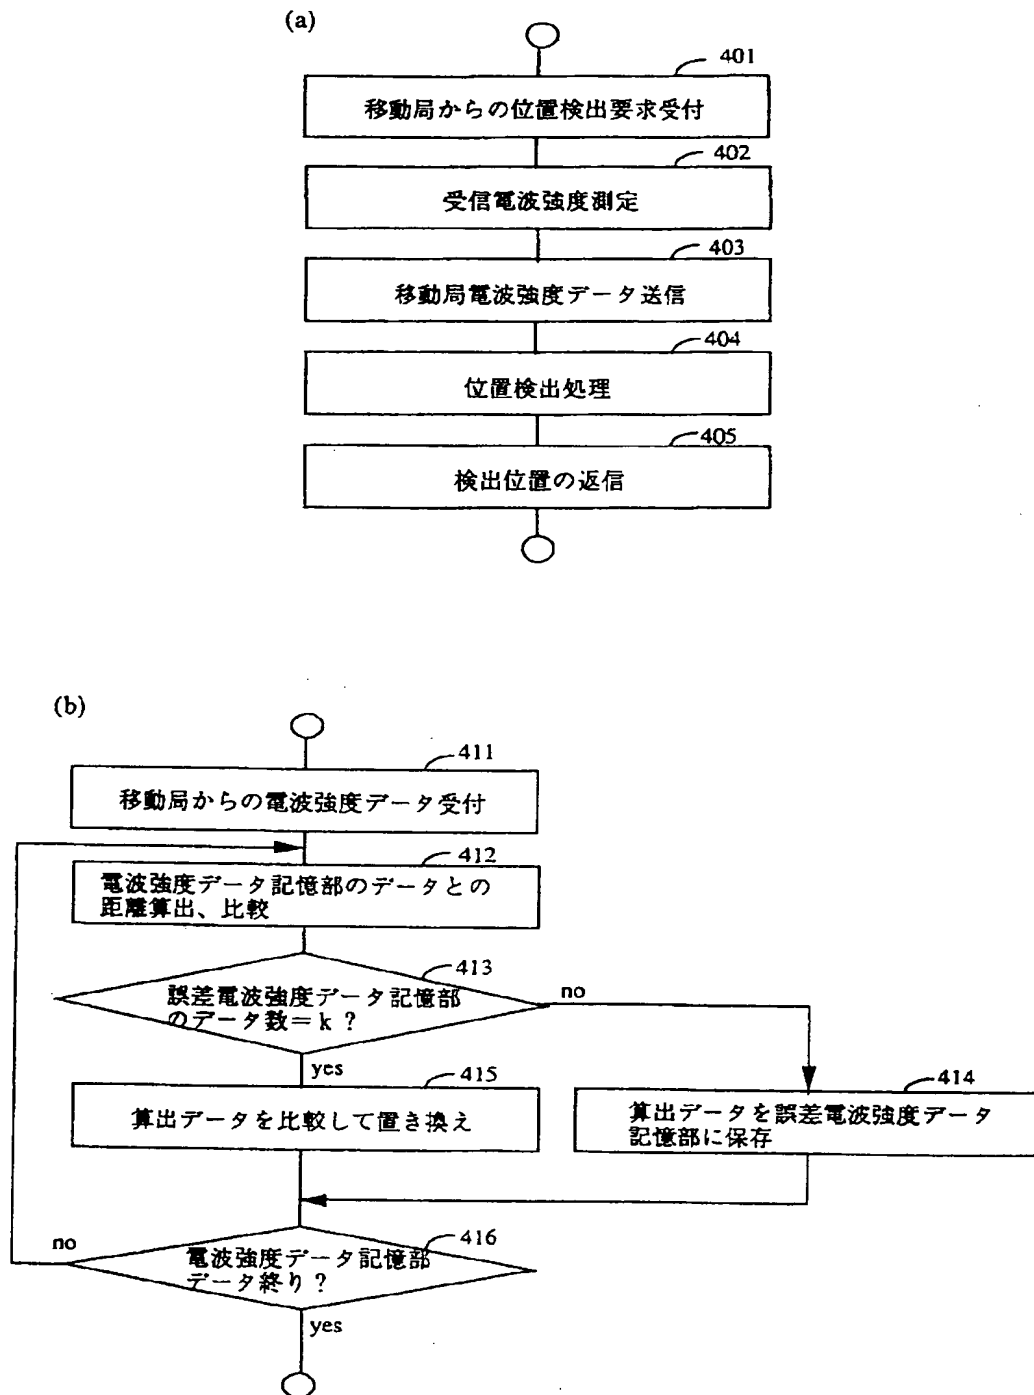 (a)
401
移動局からの位置検出要求受付
402
受信電波強度測定
403
移動局電波強度データ送信
404
位置検出処理
405
検出位置の返信
(b)
411
移動局からの電波強度データ受付
412
電波強度データ記憶部のデータとの
距離算出、比較
413
誤差電波強度データ記憶部
のデータ数＝k？
no
yes
415
算出データを比較して置き換え
414
算出データを誤差電波強度データ
記憶部に保存
no
416
電波強度データ記憶部
データ終り？
yes